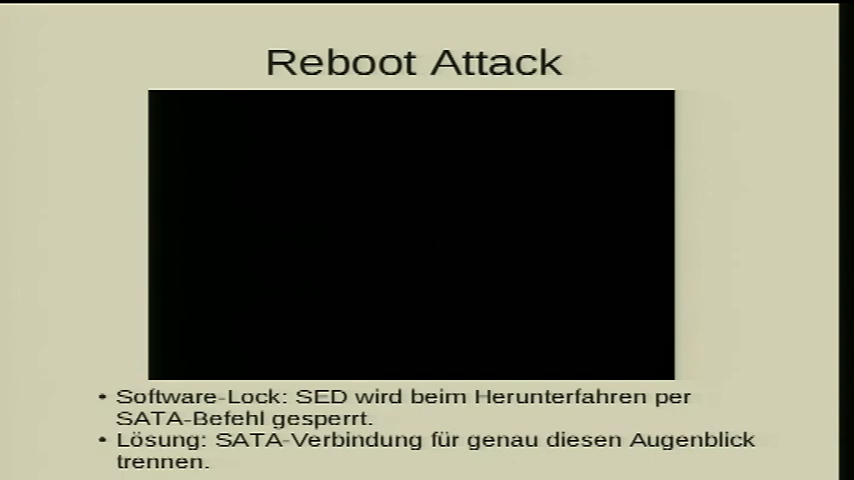 Reboot Attack
• Software-Lock: SED wird beim Herunterfahren per
SATA-Befehl gesperrt.
• Lösung: SATA-Verbindung für genau diesen Augenblick
trennen.